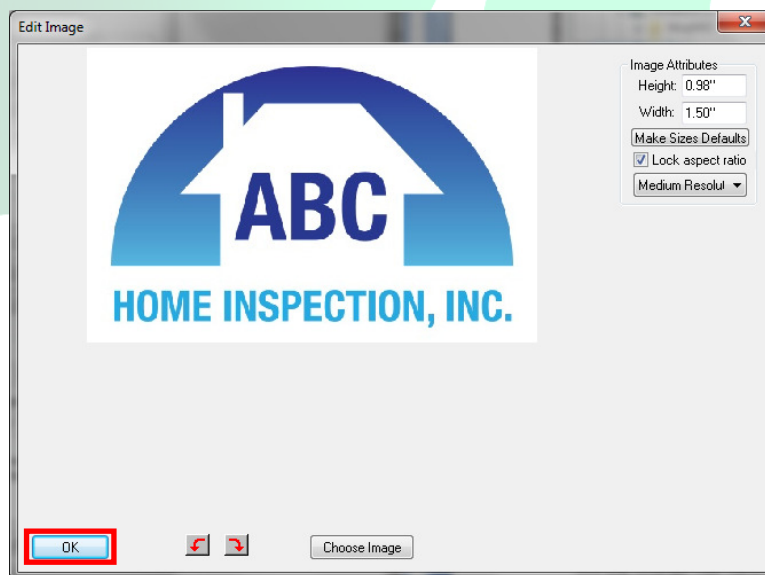 Edit Image
X
Image Attributes
Height: 0.98"
Width: 1.50"
Make Sizes Defaults
Lock aspect ratio
Medium Resolut
ABC
HOME INSPECTION, INC.
OK
Choose Image